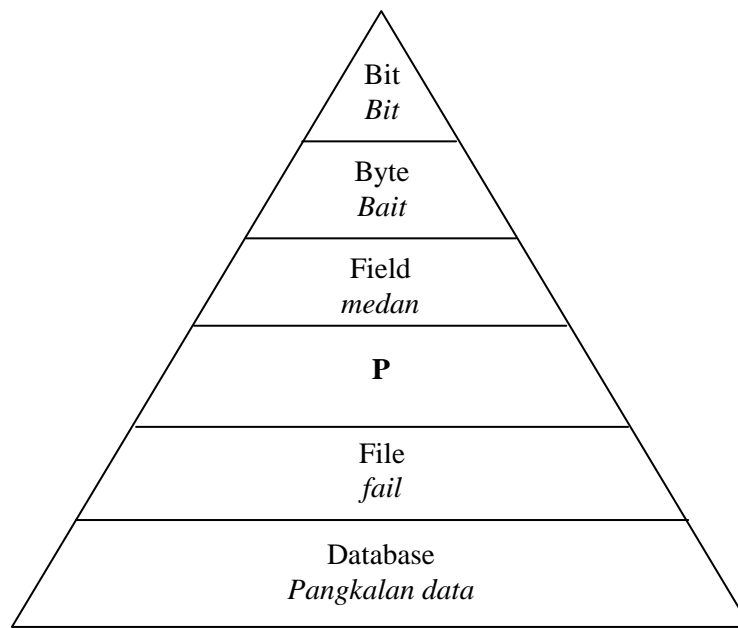 Bit
Bit
Byte
Bait
Field
medan
P
File
fail
Database
Pangkalan data